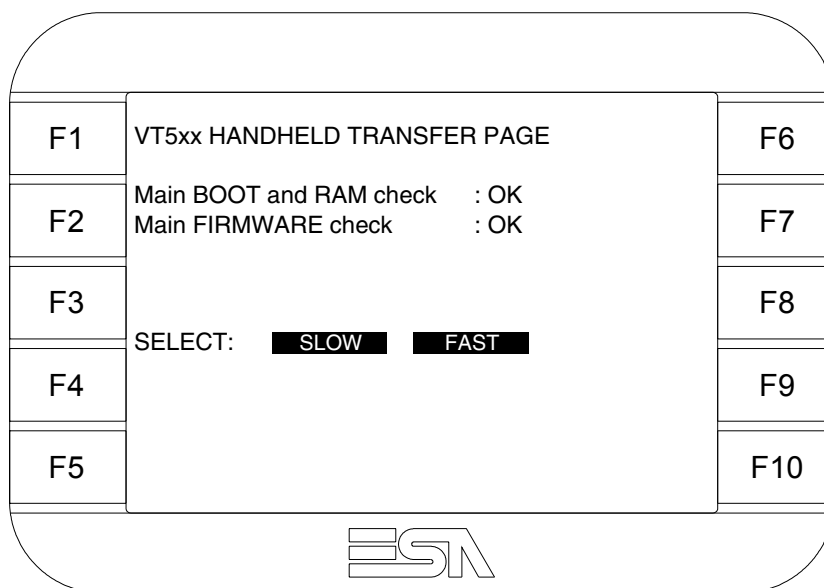 F1
F2
F3
F4
F5
VT5xx HANDHELD TRANSFER PAGE
Main BOOT and RAM check : OK
Main FIRMWARE check : OK
SELECT: SLOW FAST
F6
F7
F8
F9
F10
ESA